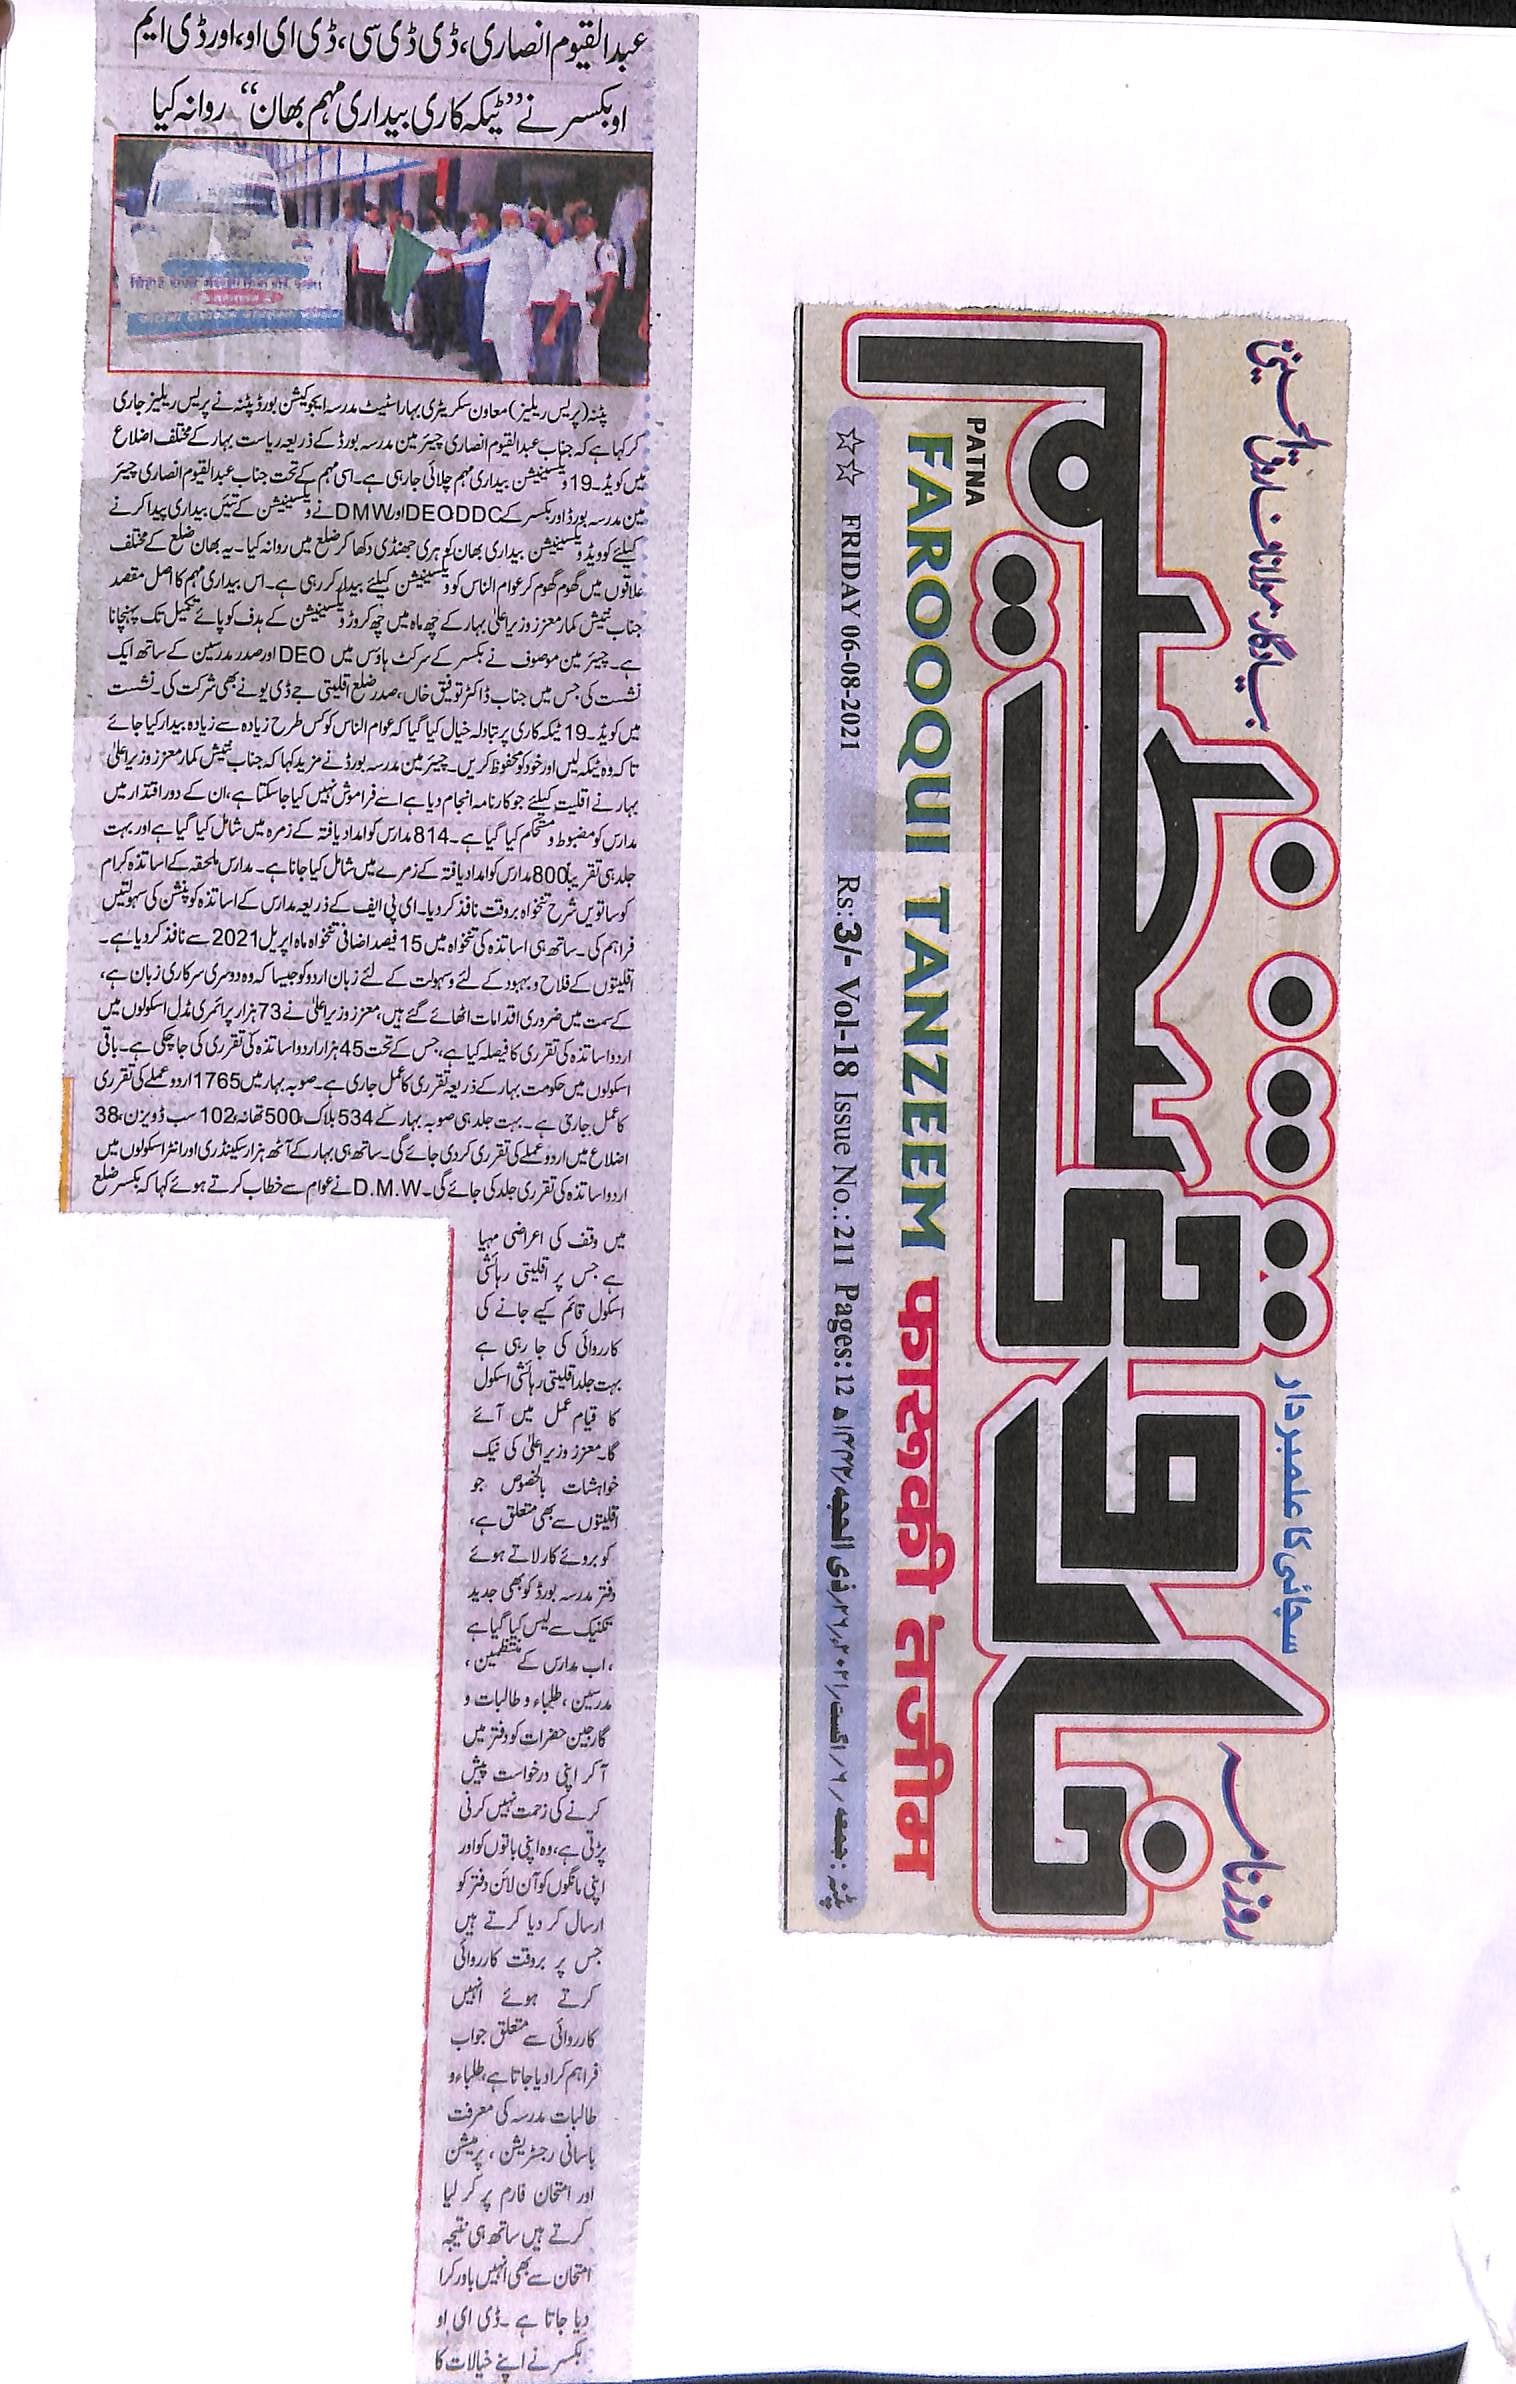 عبدالقیوم انصاری، ڈی ڈی سی، ڈی ای او، اور ڈی ایم
او بکسر نے ”ٹیکہ کاری بیداری مہم بھان“ روانہ کیا
پٹنہ (پریس ریلیز) معاون سکریٹری بہار اسٹیٹ مدرسہ ایجوکیشن بورڈ پٹنہ نے پریس ریلیز جاری
کر کہا ہے کہ جناب عبدالقیوم انصاری چیئرمین مدرسہ بورڈ کے ذریعہ ریاست بہار کے مختلف اضلاع
میں کویڈ۔19 ویکسینیشن بیداری مہم چلائی جارہی ہے۔ اسی مہم کے تحت جناب عبدالقیوم انصاری چیئر
مین مدرسہ بورڈ اور بکسر کے DEO،DDC اور DMW نے ویکسینیشن کے تئیں بیداری پیدا کرنے
کیلئے کوویڈ ویکسینیشن بیداری بھان کو ہری جھنڈی دکھا کر ضلع میں روانہ کیا۔ یہ بھان ضلع کے مختلف
علاقوں میں گھوم گھوم کر عوام الناس کو ویکسینیشن کیلئے بیدار کر رہی ہے۔ اس بیداری مہم کا اصل مقصد
جناب نتیش کمار معزز وزیر اعلیٰ بہار کے چھ ماہ میں چھ کروڑ ویکسینیشن کے ہدف کو پائے تکمیل تک پہنچانا
ہے۔ چیئرمین موصوف نے بکسر کے سرکٹ ہاؤس میں DEO اور صدر مدرسین کے ساتھ ایک
نشست کی جس میں جناب ڈاکٹر توفیق خاں، صدر ضلع اقلیتی جے ڈی یو نے بھی شرکت کی۔ نشست
میں کویڈ۔19 ٹیکہ کاری پر تبادلہ خیال کیا گیا کہ عوام الناس کو کس طرح زیادہ سے زیادہ بیدار کیا جائے
تاکہ وہ ٹیکہ لیں اور خود کو محفوظ کریں۔ چیئرمین مدرسہ بورڈ نے مزید کہا کہ جناب نتیش کمار معزز وزیر اعلیٰ
بہار نے اقلیت کیلئے جو کارنامہ انجام دیا ہے اسے فراموش نہیں کیا جاسکتا ہے، ان کے دور اقتدار میں
مدارس کو مضبوط و مستحکم کیا گیا ہے۔ 814 مدارس کو امداد یافتہ کے زمرہ میں شامل کیا گیا ہے اور بہت
جلد ہی تقریباً 800 مدارس کو امداد یافتہ کے زمرے میں شامل کیا جانا ہے۔ مدارس ملحقہ کے اساتذہ کرام
کو ساتویں شرح تنخواہ بروقت نافذ کر دیا۔ ای پی ایف کے ذریعہ مدارس کے اساتذہ کو پنشن کی سہولتیں
فراہم کی۔ ساتھ ہی اساتذہ کی تنخواہ میں 15 فیصد اضافی تنخواہ ماہ اپریل 2021 سے نافذ کر دیا ہے۔
اقلیتوں کے فلاح و بہبود کے لئے و سہولت کے لئے زبان اردو کو جیسا کہ وہ دوسری سرکاری زبان ہے،
کے سمت میں ضروری اقدامات اٹھائے گئے ہیں، معزز وزیر اعلیٰ نے 73 ہزار پرائمری مڈل اسکولوں میں
اردو اساتذہ کی تقرری کا فیصلہ کیا ہے، جس کے تحت 45 ہزار اردو اساتذہ کی تقرری کی جا چکی ہے۔ باقی
اسکولوں میں حکومت بہار کے ذریعہ تقرری کا عمل جاری ہے۔ صوبہ بہار میں 1765 اردو عملے کی تقرری
کا عمل جاری ہے۔ بہت جلد ہی صوبہ بہار کے 534 بلاک، 500 تھانہ، 102 سب ڈویزن، 38
اضلاع میں اردو عملے کی تقرری کردی جائے گی۔ ساتھ ہی بہار کے آٹھ ہزار سیکینڈری اور انٹر اسکولوں میں
اردو اساتذہ کی تقرری جلد کی جائے گی۔ D.M.W نے عوام سے خطاب کرتے ہوئے کہا کہ بکسر ضلع
میں وقف کی اعراضی مہیا
ہے جس پر اقلیتی رہائشی
اسکول قائم کیے جانے کی
کارروائی کی جا رہی ہے
بہت جلد اقلیتی رہائشی اسکول
کا قیام عمل میں آئے
گا۔ معزز وزیر اعلیٰ کی نیک
خواہشات بالخصوص جو
اقلیتوں سے بھی متعلق ہے،
کو بروئے کار لاتے ہوئے
دفتر مدرسہ بورڈ کو بھی جدید
تکنیک سے لیس کیا گیا ہے
، اب مدارس کے منتظمین،
مدرسین، طلباء و طالبات و
گارجین حضرات کو دفتر میں
آکر اپنی درخواست پیش
کرنے کی زحمت نہیں کرنی
پڑتی ہے، وہ اپنی باتوں کو اور
اپنی مانگوں کو آن لائن دفتر کو
ارسال کر دیا کرتے ہیں
جس پر بروقت کارروائی
کرتے ہوئے انہیں
کارروائی سے متعلق جواب
فراہم کرادیا جاتا ہے، طلباء و
طالبات مدرسہ کی معرفت
باسانی رجسٹریشن، پرمیشن
اور امتحان فارم پر کر لیا
کرتے ہیں ساتھ ہی نتیجہ
امتحان سے بھی انہیں باور کرا
دیا جاتا ہے۔ ڈی ای او
بکسر نے اپنے خیالات کا
روزنامہ
سچائی کا علمبردار
بیادگار: مولانا فاروق الحسینی
فاروقی تنظیم
PATNA
FAROOQUI TANZEEM फारूकी तंजीम
☆☆ FRIDAY 06-08-2021 Rs:3/- Vol-18 Issue No.:211 Pages:12 پٹنہ: جمعہ، ۶؍ اگست ۲۰۲۱ء، ۲۶؍ ذی الحجہ ۱۴۴۲ھ